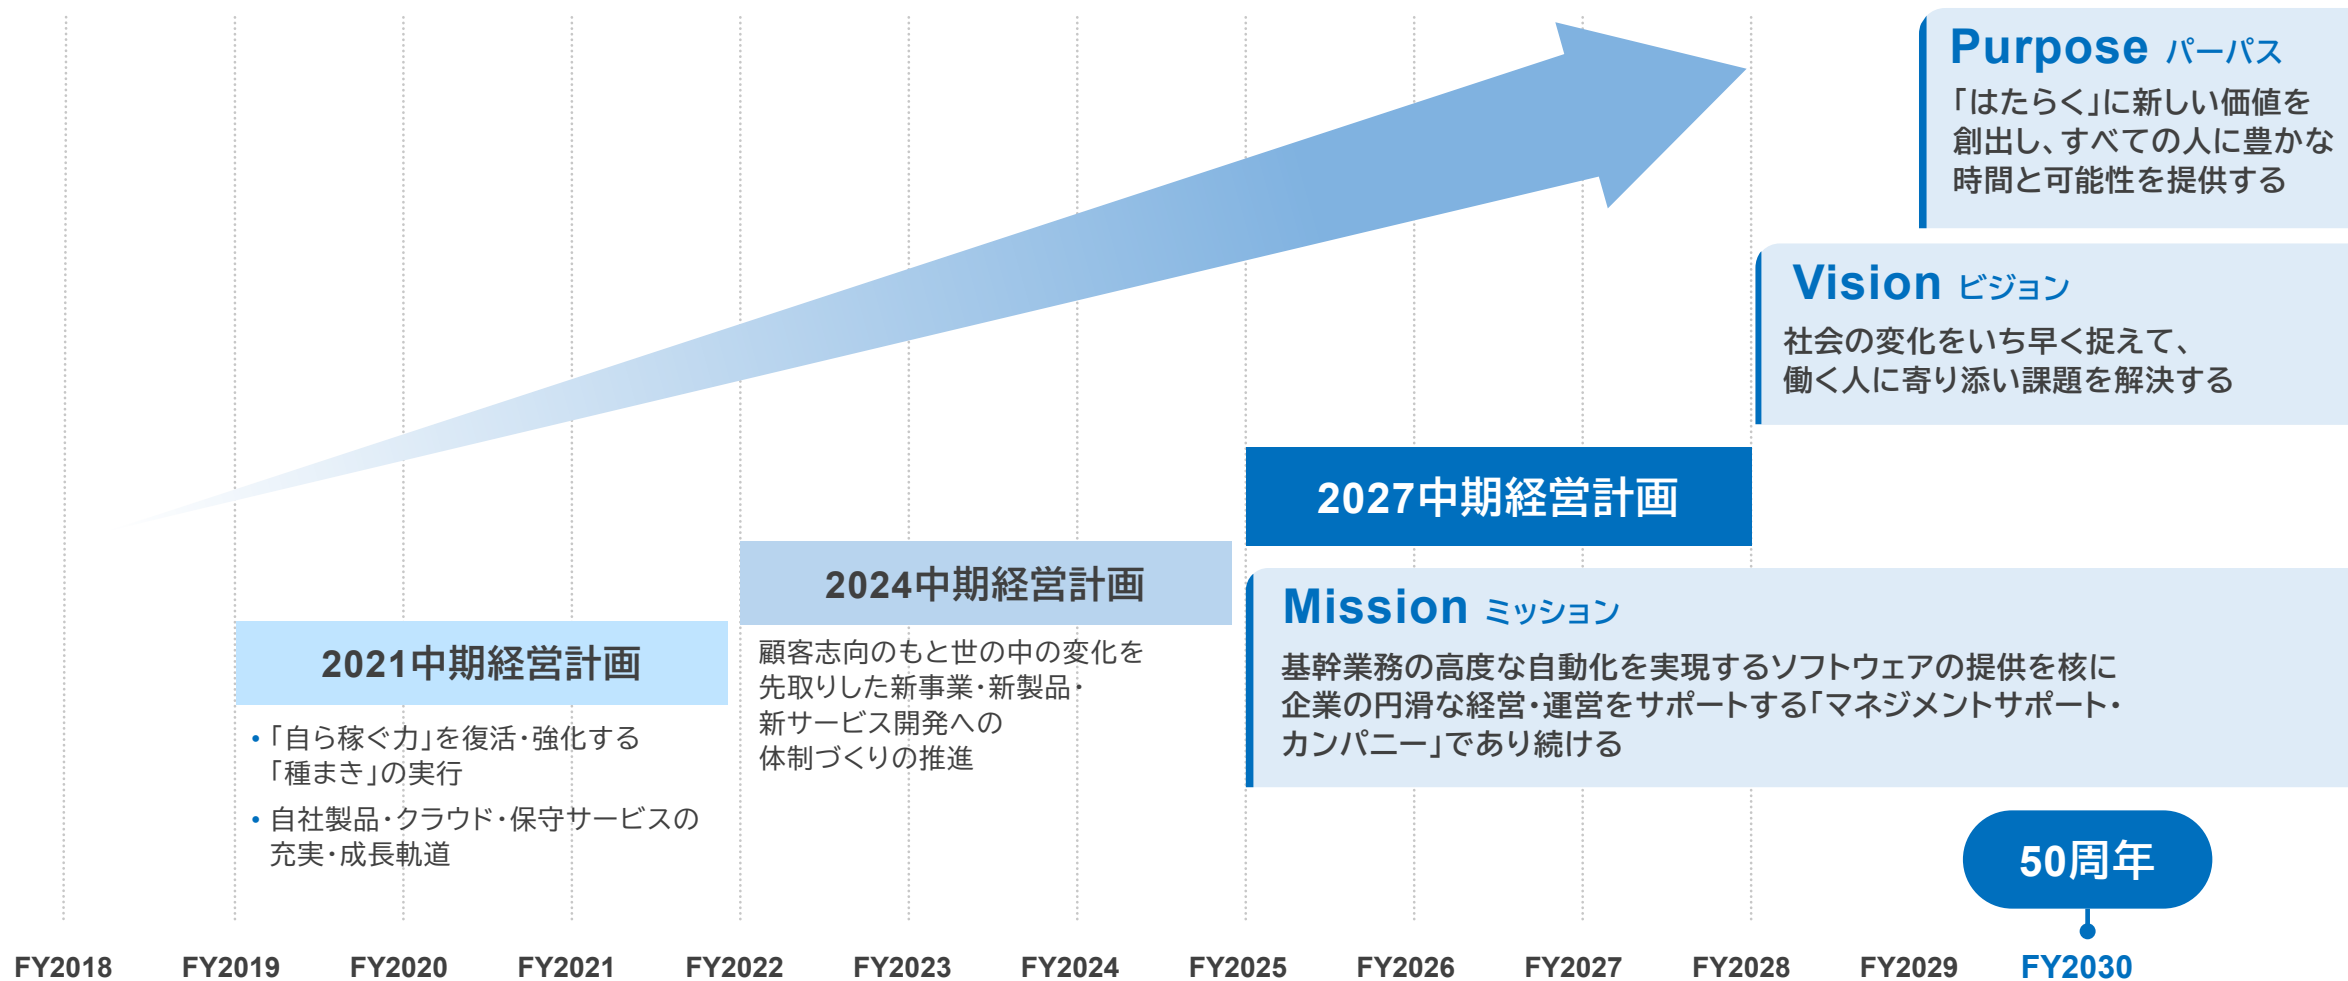 Purpose パーパス
「はたらく」に新しい価値を
創出し、すべての人に豊かな
時間と可能性を提供する
Vision ビジョン
社会の変化をいち早く捉えて、
働く人に寄り添い課題を解決する
2027中期経営計画
Mission ミッション
基幹業務の高度な自動化を実現するソフトウェアの提供を核に
企業の円滑な経営・運営をサポートする「マネジメントサポート・
カンパニー」であり続ける
2024中期経営計画
顧客志向のもと世の中の変化を
先取りした新事業・新製品・
新サービス開発への
体制づくりの推進
2021中期経営計画
・「自ら稼ぐ力」を復活・強化する
「種まき」の実行
・自社製品・クラウド・保守サービスの
充実・成長軌道
50周年
FY2018 FY2019 FY2020 FY2021 FY2022 FY2023 FY2024 FY2025 FY2026 FY2027 FY2028 FY2029 FY2030